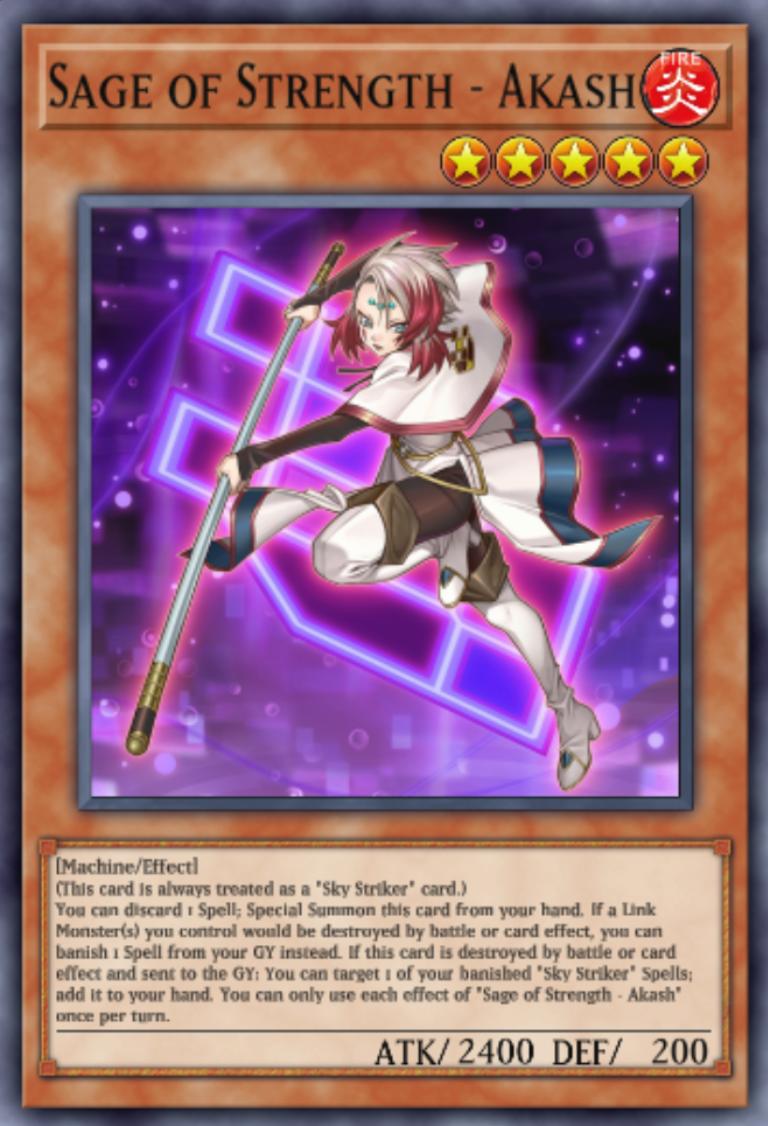 Sage of Strength - Akash
FIRE
炎
[Machine/Effect]
(This card is always treated as a "Sky Striker" card.)
You can discard 1 Spell; Special Summon this card from your hand. If a Link
Monster(s) you control would be destroyed by battle or card effect, you can
banish 1 Spell from your GY instead. If this card is destroyed by battle or card
effect and sent to the GY: You can target 1 of your banished "Sky Striker" Spells;
add it to your hand. You can only use each effect of "Sage of Strength - Akash"
once per turn.
ATK/ 2400 DEF/ 200